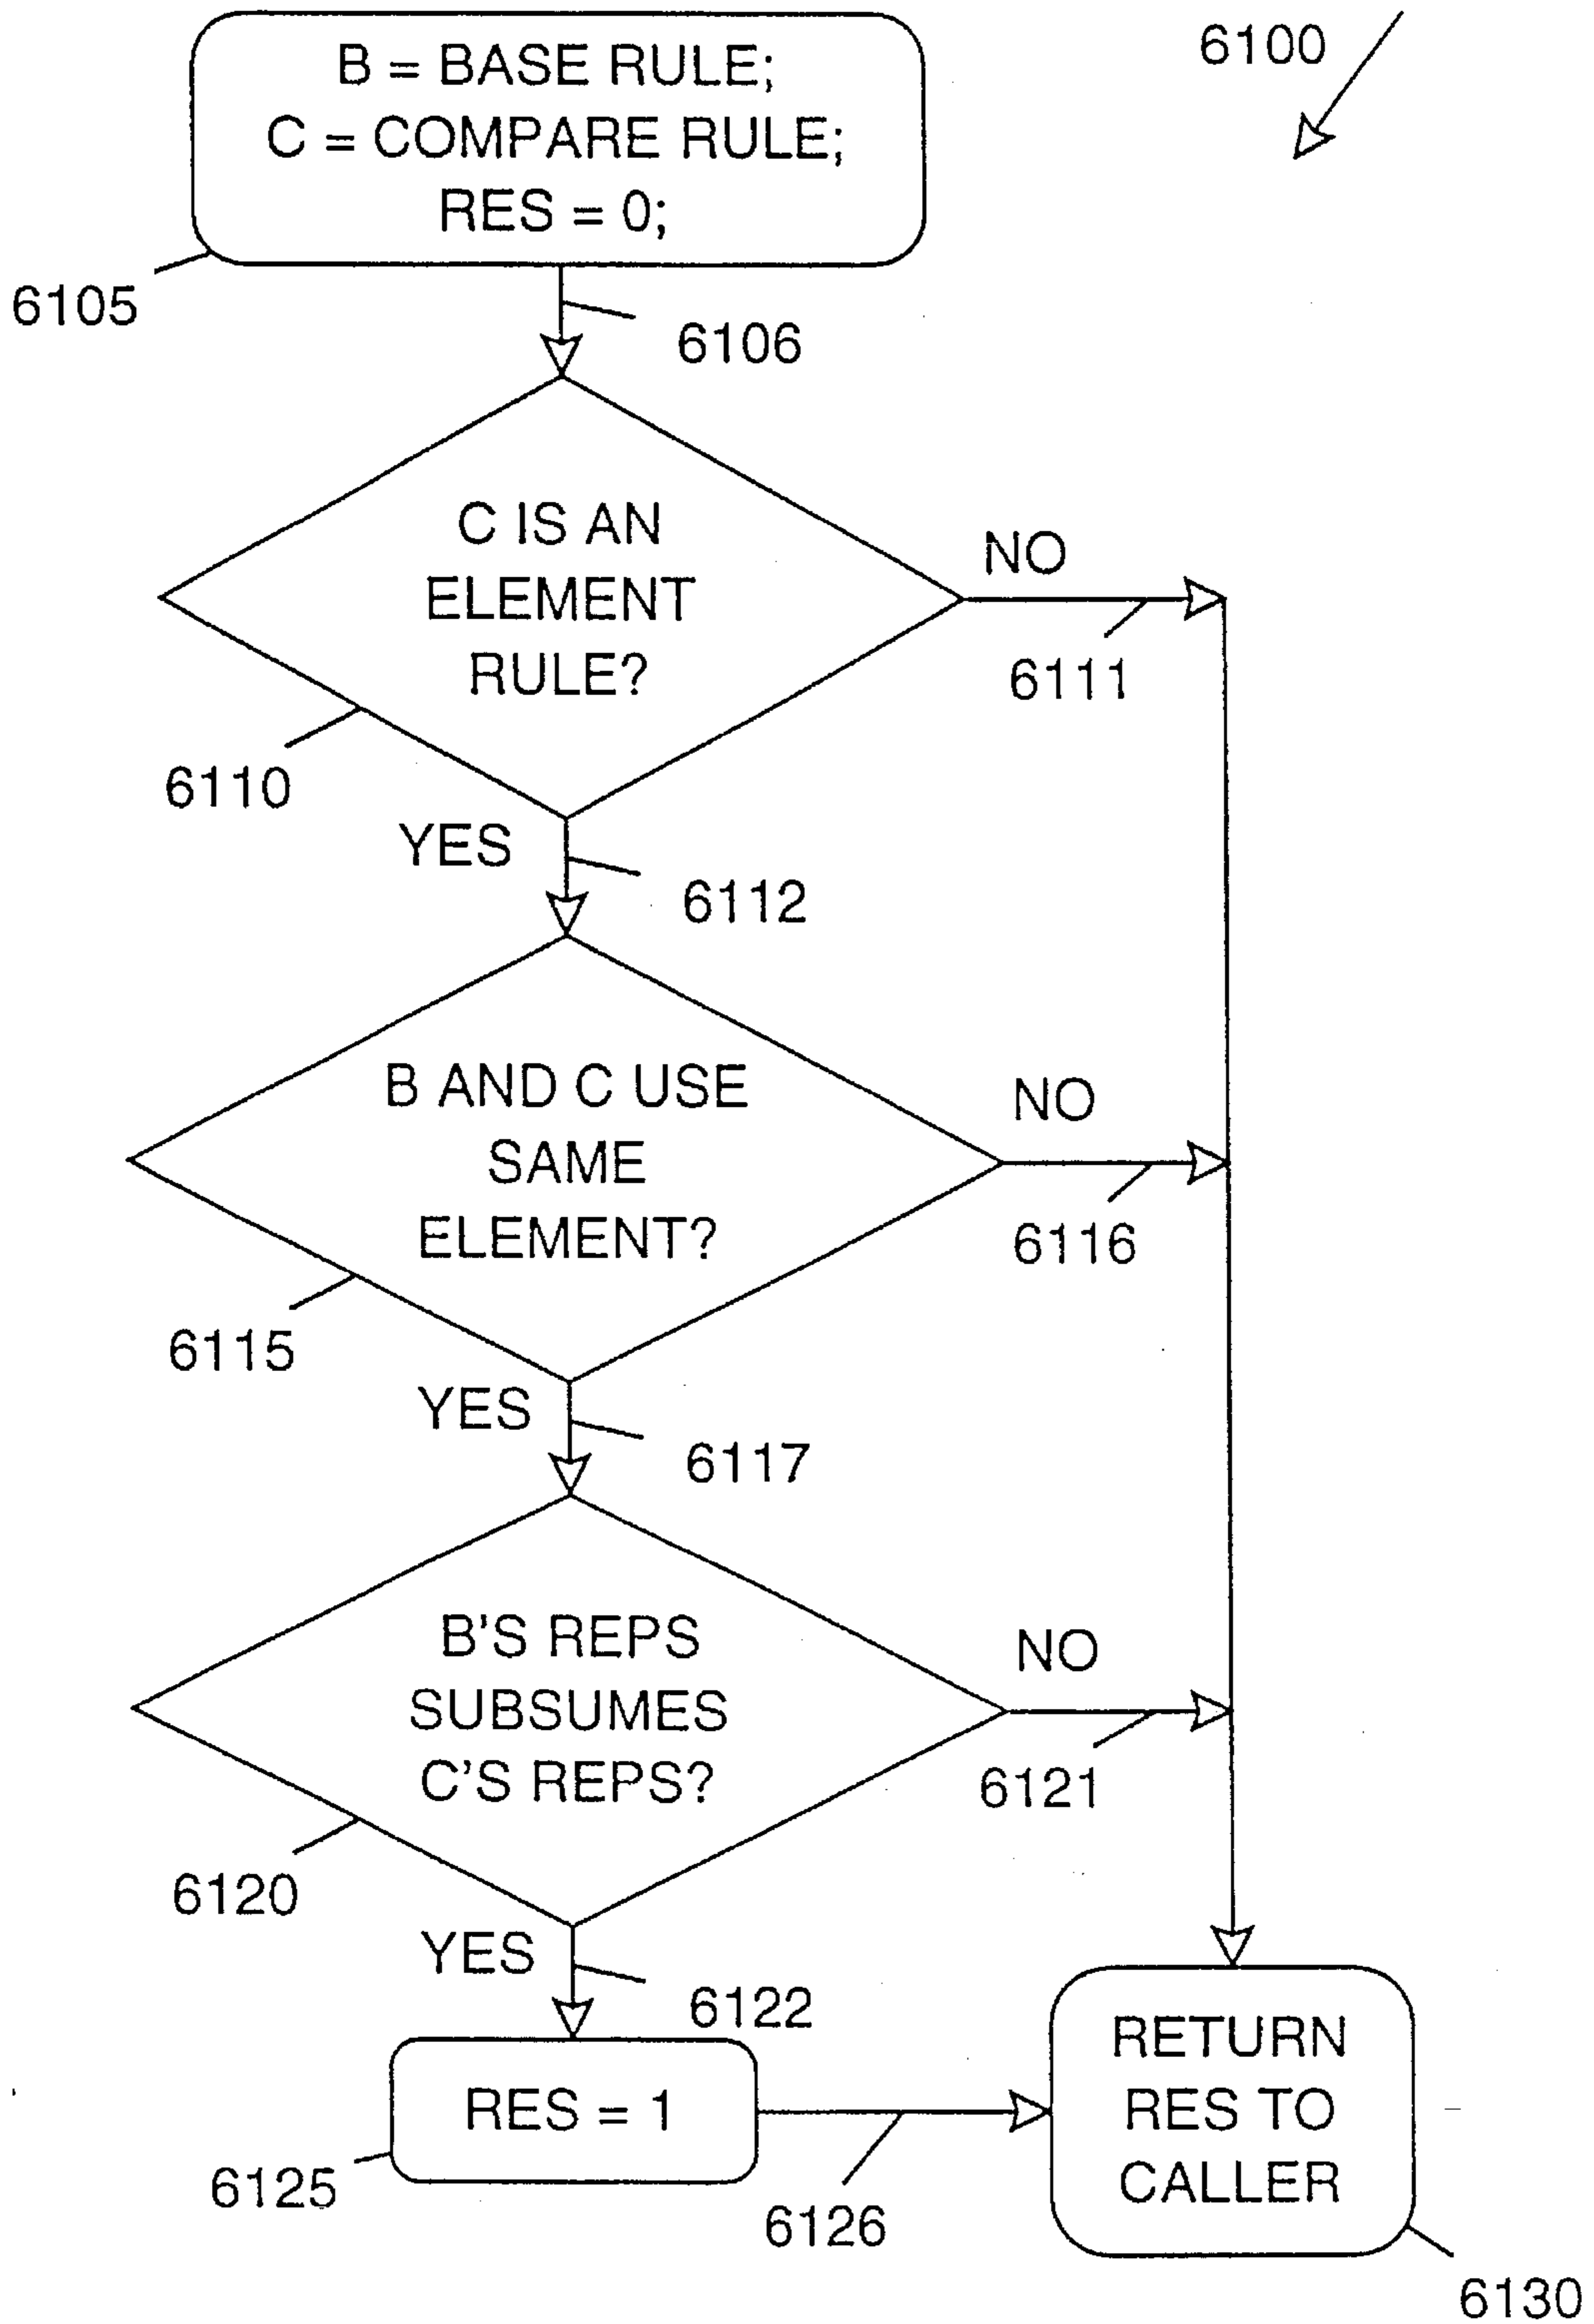 B = BASE RULE;
C = COMPARE RULE;
RES = 0;
6100
6105
6106
C IS AN
ELEMENT
RULE?
NO
6111
6110
YES
6112
B AND C USE
SAME
ELEMENT?
NO
6116
6115
YES
6117
B'S REPS
SUBSUMES
C'S REPS?
NO
6121
6120
YES
6122
RES = 1
6125
6126
RETURN
RES TO
CALLER
6130